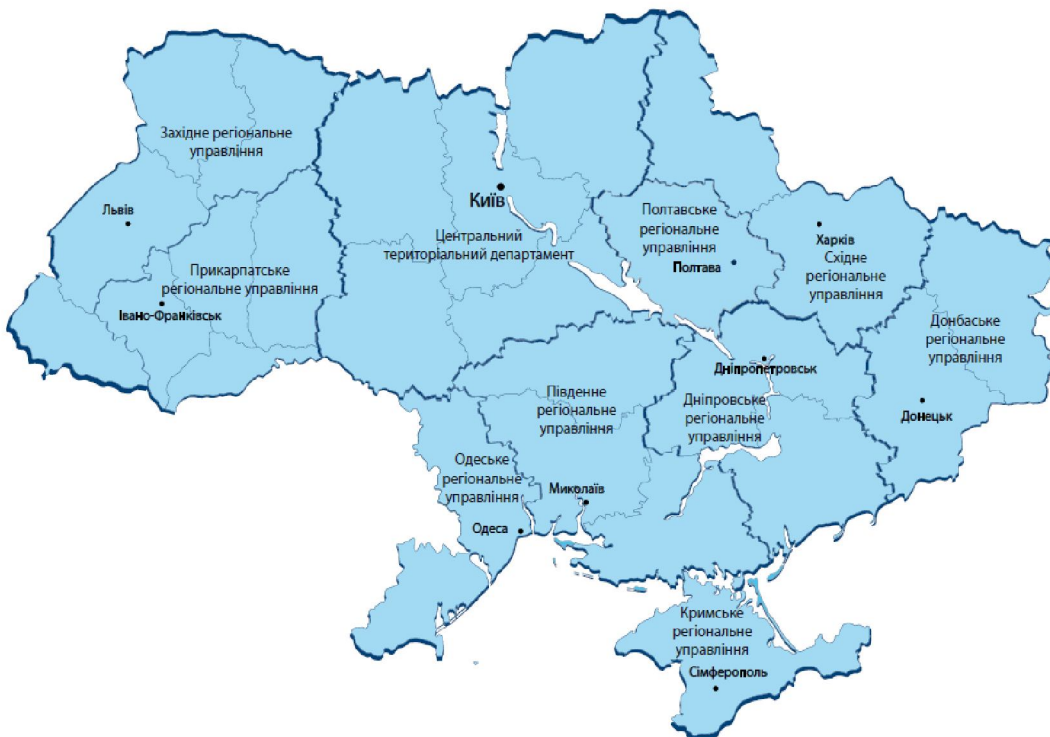 Західне регіональне
управління
Львів
Прикарпатське
регіональне управління
Івано-Франківськ
Київ
Центральний
територіальний департамент
Полтавське
регіональне
управління
Полтава
Харків
Східне
регіональне
управління
Донбаське
регіональне
управління
Донецьк
Дніпропетровськ
Дніпровське
регіональне
управління
Південне
регіональне
управління
Миколаїв
Одеське
регіональне
управління
Одеса
Кримське
регіональне
управління
Сімферополь